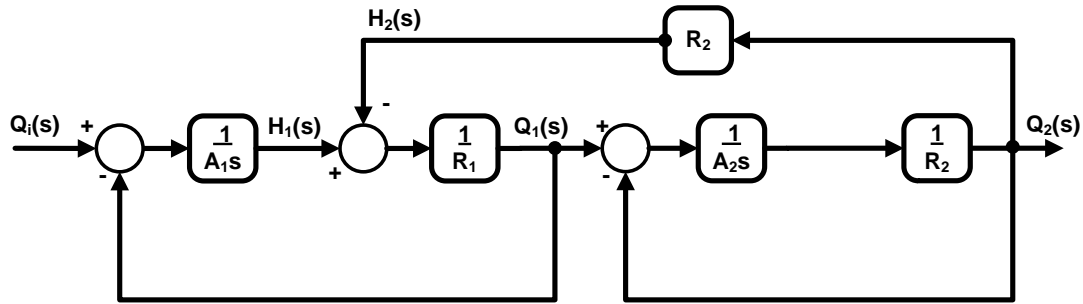 H₂(s)
R₂
-
Qᵢ(s)
+
-
1
A₁s
H₁(s)
+
1
R₁
Q₁(s)
+
-
1
A₂s
1
R₂
Q₂(s)